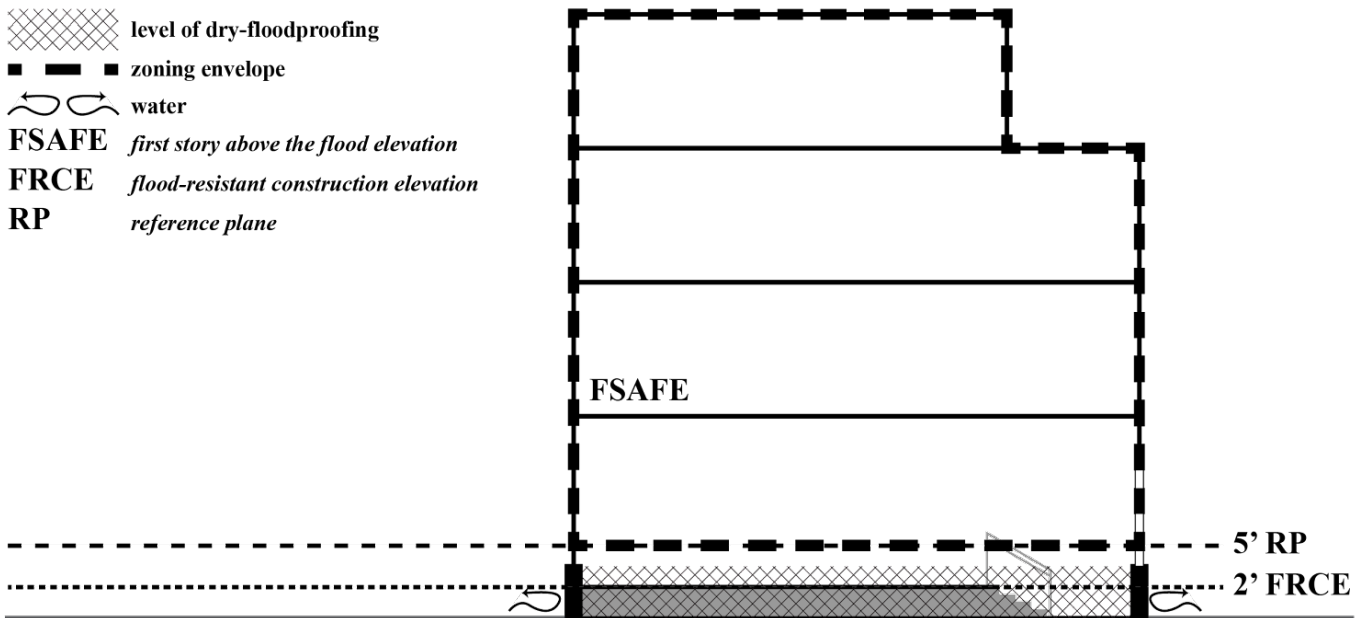 level of dry-floodproofing
zoning envelope
water
FSAFE first story above the flood elevation
FRCE flood-resistant construction elevation
RP reference plane
FSAFE
5’ RP
2’ FRCE